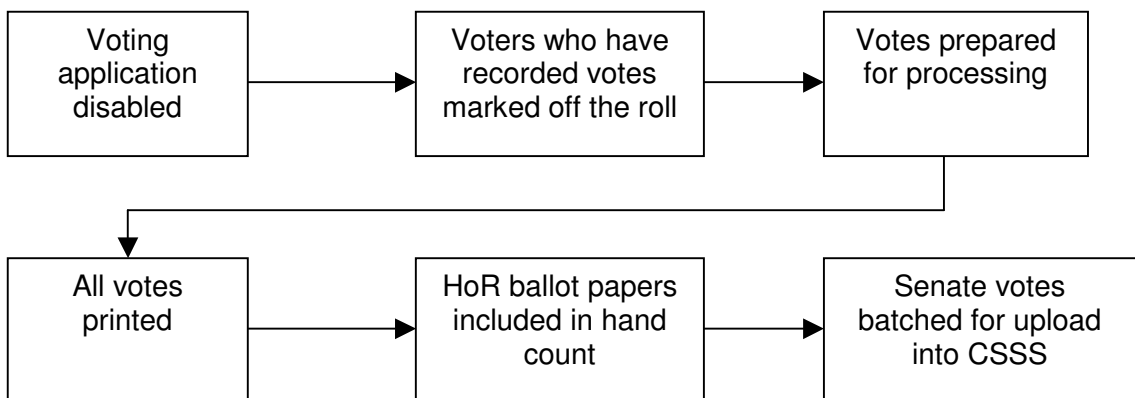 Voting
application
disabled
Voters who have
recorded votes
marked off the roll
Votes prepared
for processing
All votes
printed
HoR ballot papers
included in hand
count
Senate votes
batched for upload
into CSSS